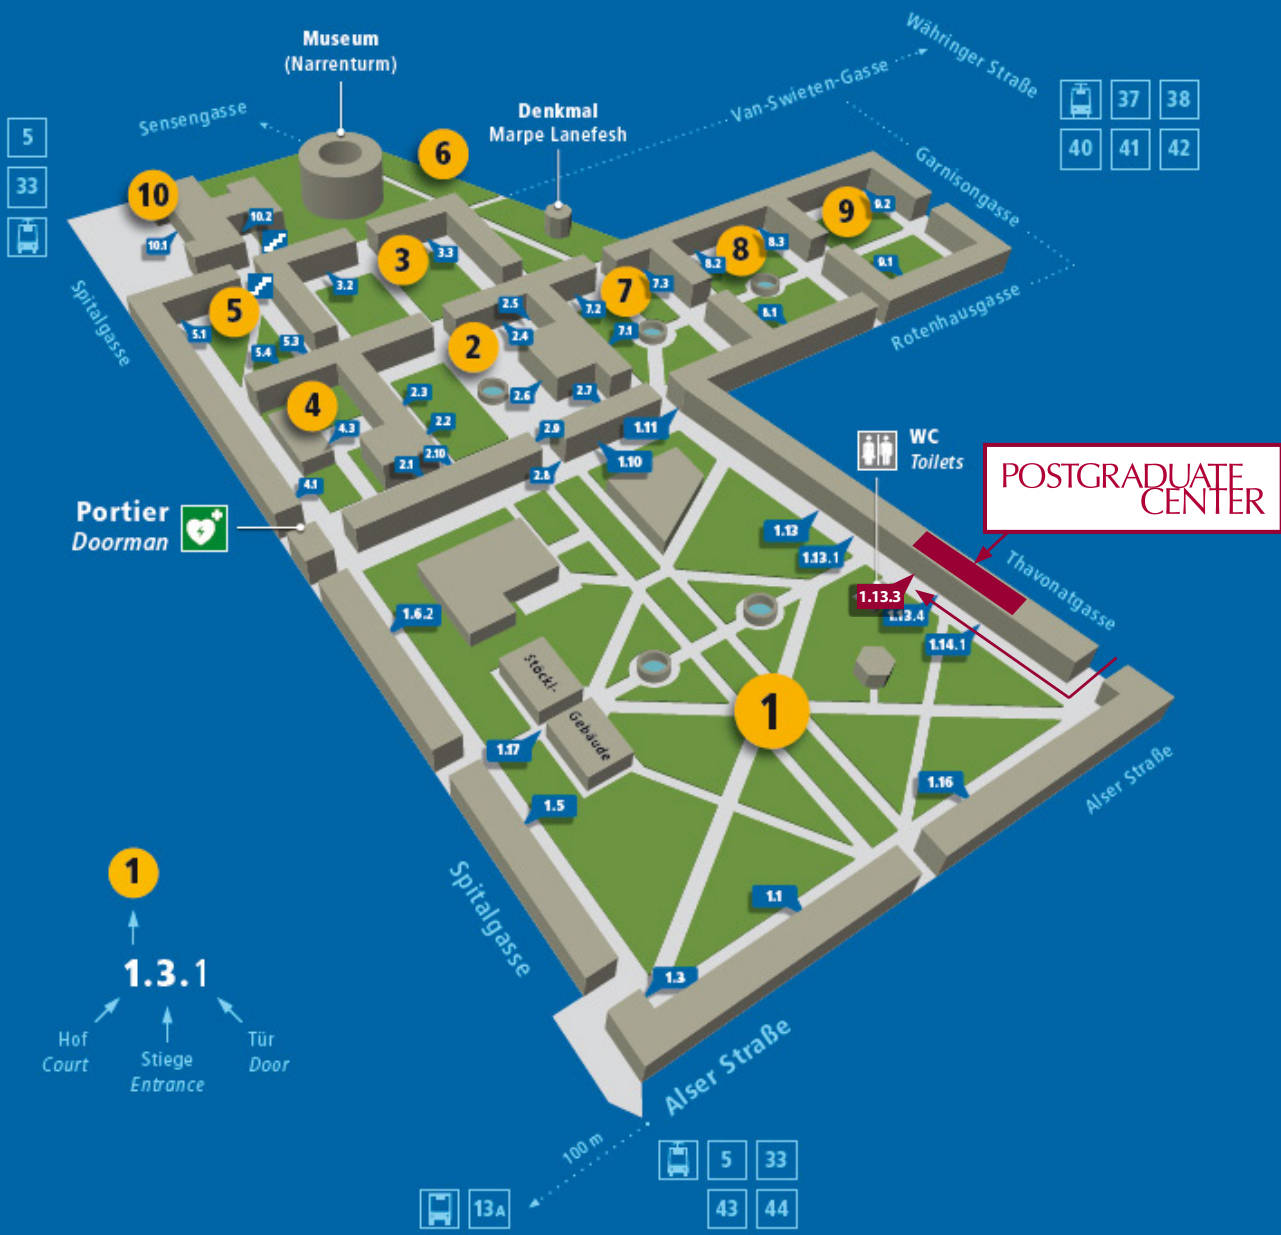 Museum
(Narrenturm)
Denkmal
Marpe Lanefesh
Sensengasse
Van-Swieten-Gasse
Währinger Straße
37
38
40
41
42
5
33
Garnisongasse
Rotenhausgasse
Spitalgasse
10
10.1
10.2
6
3
3.2
3.3
9
9.2
9.1
8
8.3
8.2
8.1
7
7.3
7.2
7.1
5
5.1
5.4
5.3
2
2.5
2.4
2.6
2.7
2.3
2.2
2.9
2.10
2.1
2.8
4
4.3
4.1
1.11
1.10
WC
Toilets
POSTGRADUATE
CENTER
Portier
Doorman
Thavonatgasse
1.13
1.13.1
1.13.3
1.13.4
1.14.1
1.6.2
Stöckl-
Gebäude
1
1.17
1.5
1.16
1.1
1.3
Alser Straße
Spitalgasse
Alser Straße
1
1.3.1
Hof
Court
Stiege
Entrance
Tür
Door
100 m
13A
5
33
43
44